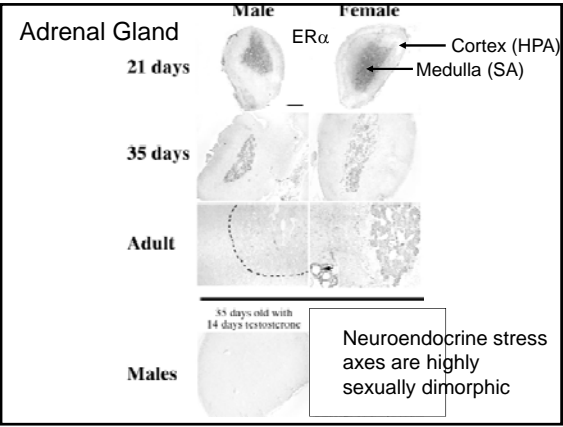 Male Female
Adrenal Gland
ERα
Cortex (HPA)
21 days
Medulla (SA)
35 days
Adult
35 days old with
14 days testosterone
Males
Neuroendocrine stress
axes are highly
sexually dimorphic